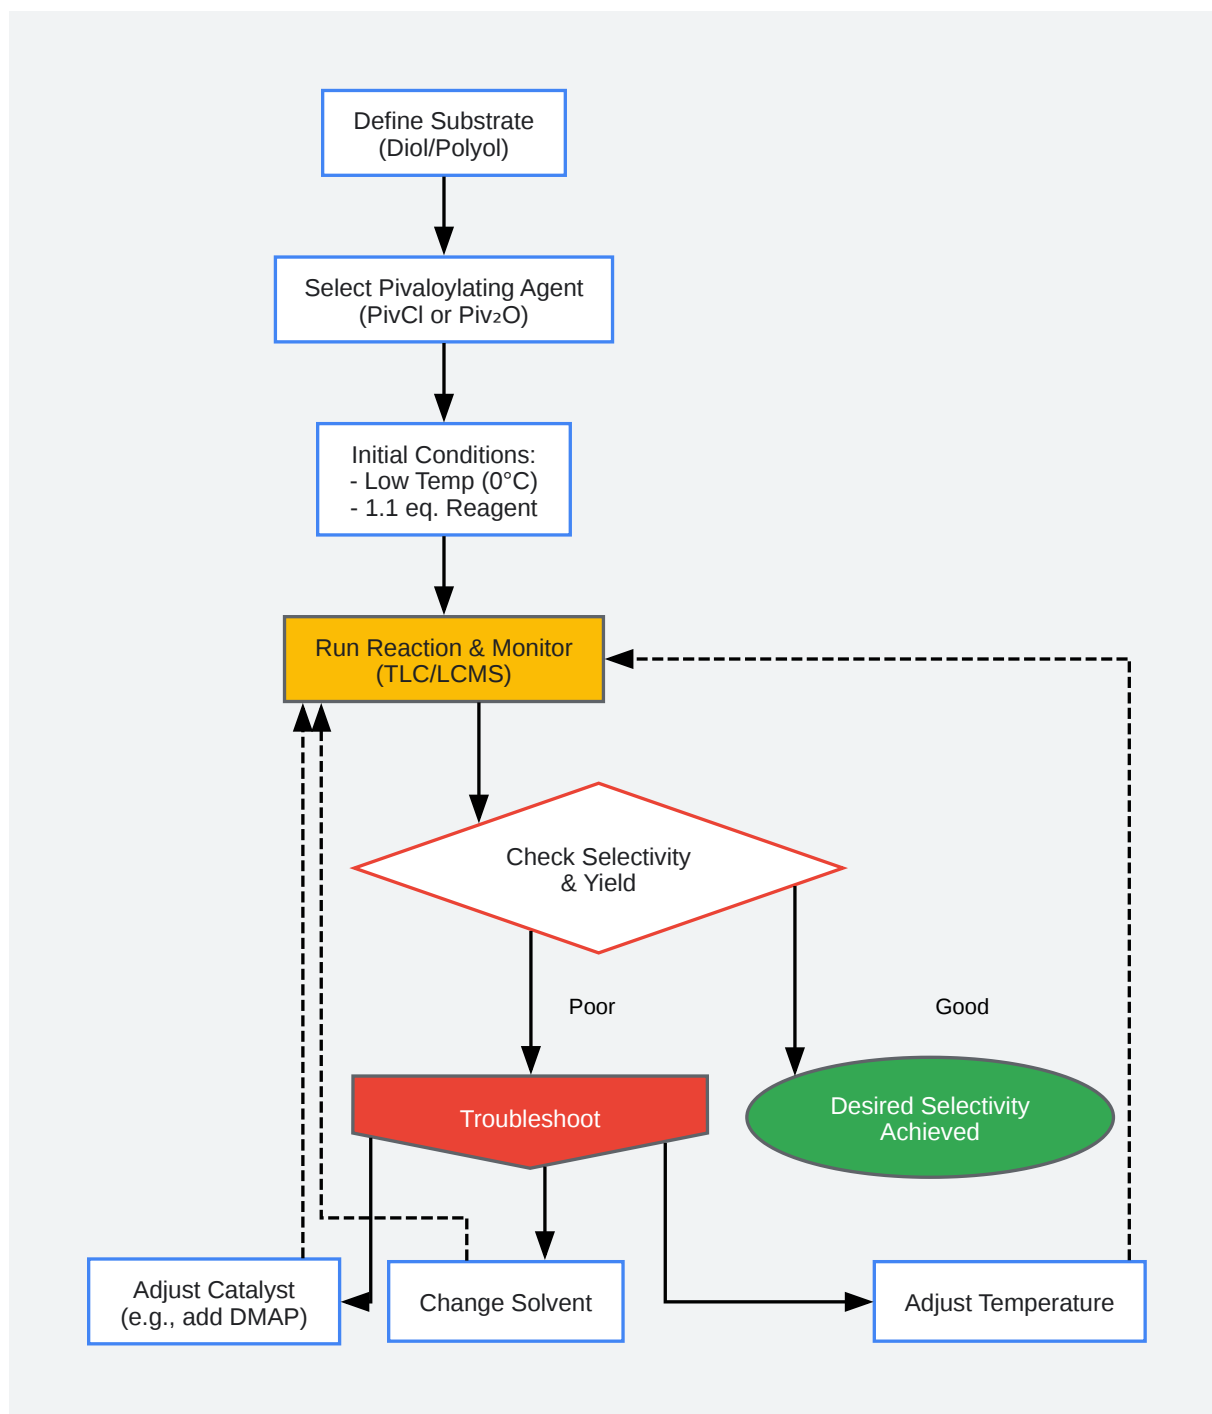 Define Substrate
(Diol/Polyol)
Select Pivaloylating Agent
(PivCl or Piv₂O)
Initial Conditions:
- Low Temp (0°C)
- 1.1 eq. Reagent
Run Reaction & Monitor
(TLC/LCMS)
Check Selectivity
& Yield
Poor
Good
Troubleshoot
Desired Selectivity
Achieved
Adjust Catalyst
(e.g., add DMAP)
Change Solvent
Adjust Temperature